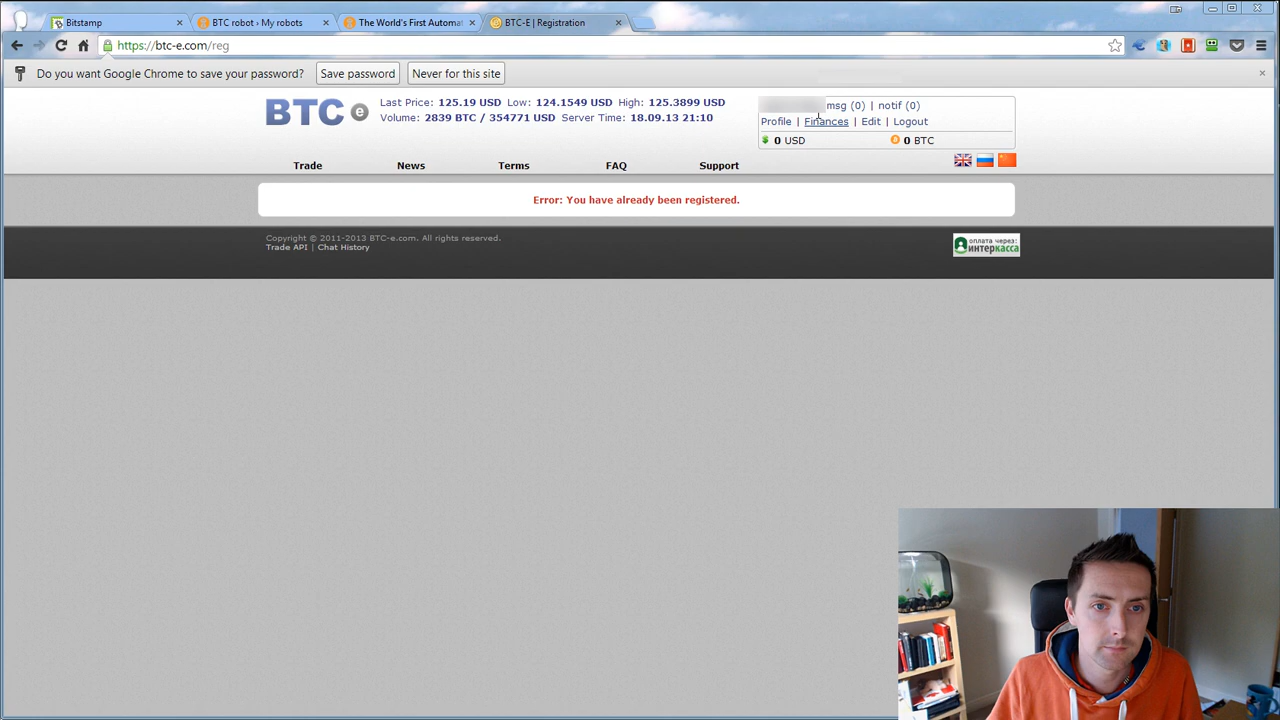 Bitstamp
BTC robot › My robots
The World's First Automat
BTC-E | Registration
https://btc-e.com/reg
Do you want Google Chrome to save your password? Save password Never for this site
BTC e
Last Price: 125.19 USD Low: 124.1549 USD High: 125.3899 USD
Volume: 2839 BTC / 354771 USD Server Time: 18.09.13 21:10
msg (0) | notif (0)
Profile | Finances | Edit | Logout
0 USD 0 BTC
Trade News Terms FAQ Support
Error: You have already been registered.
Copyright © 2011-2013 BTC-e.com. All rights reserved.
Trade API | Chat History
оплата через:
интеркасса